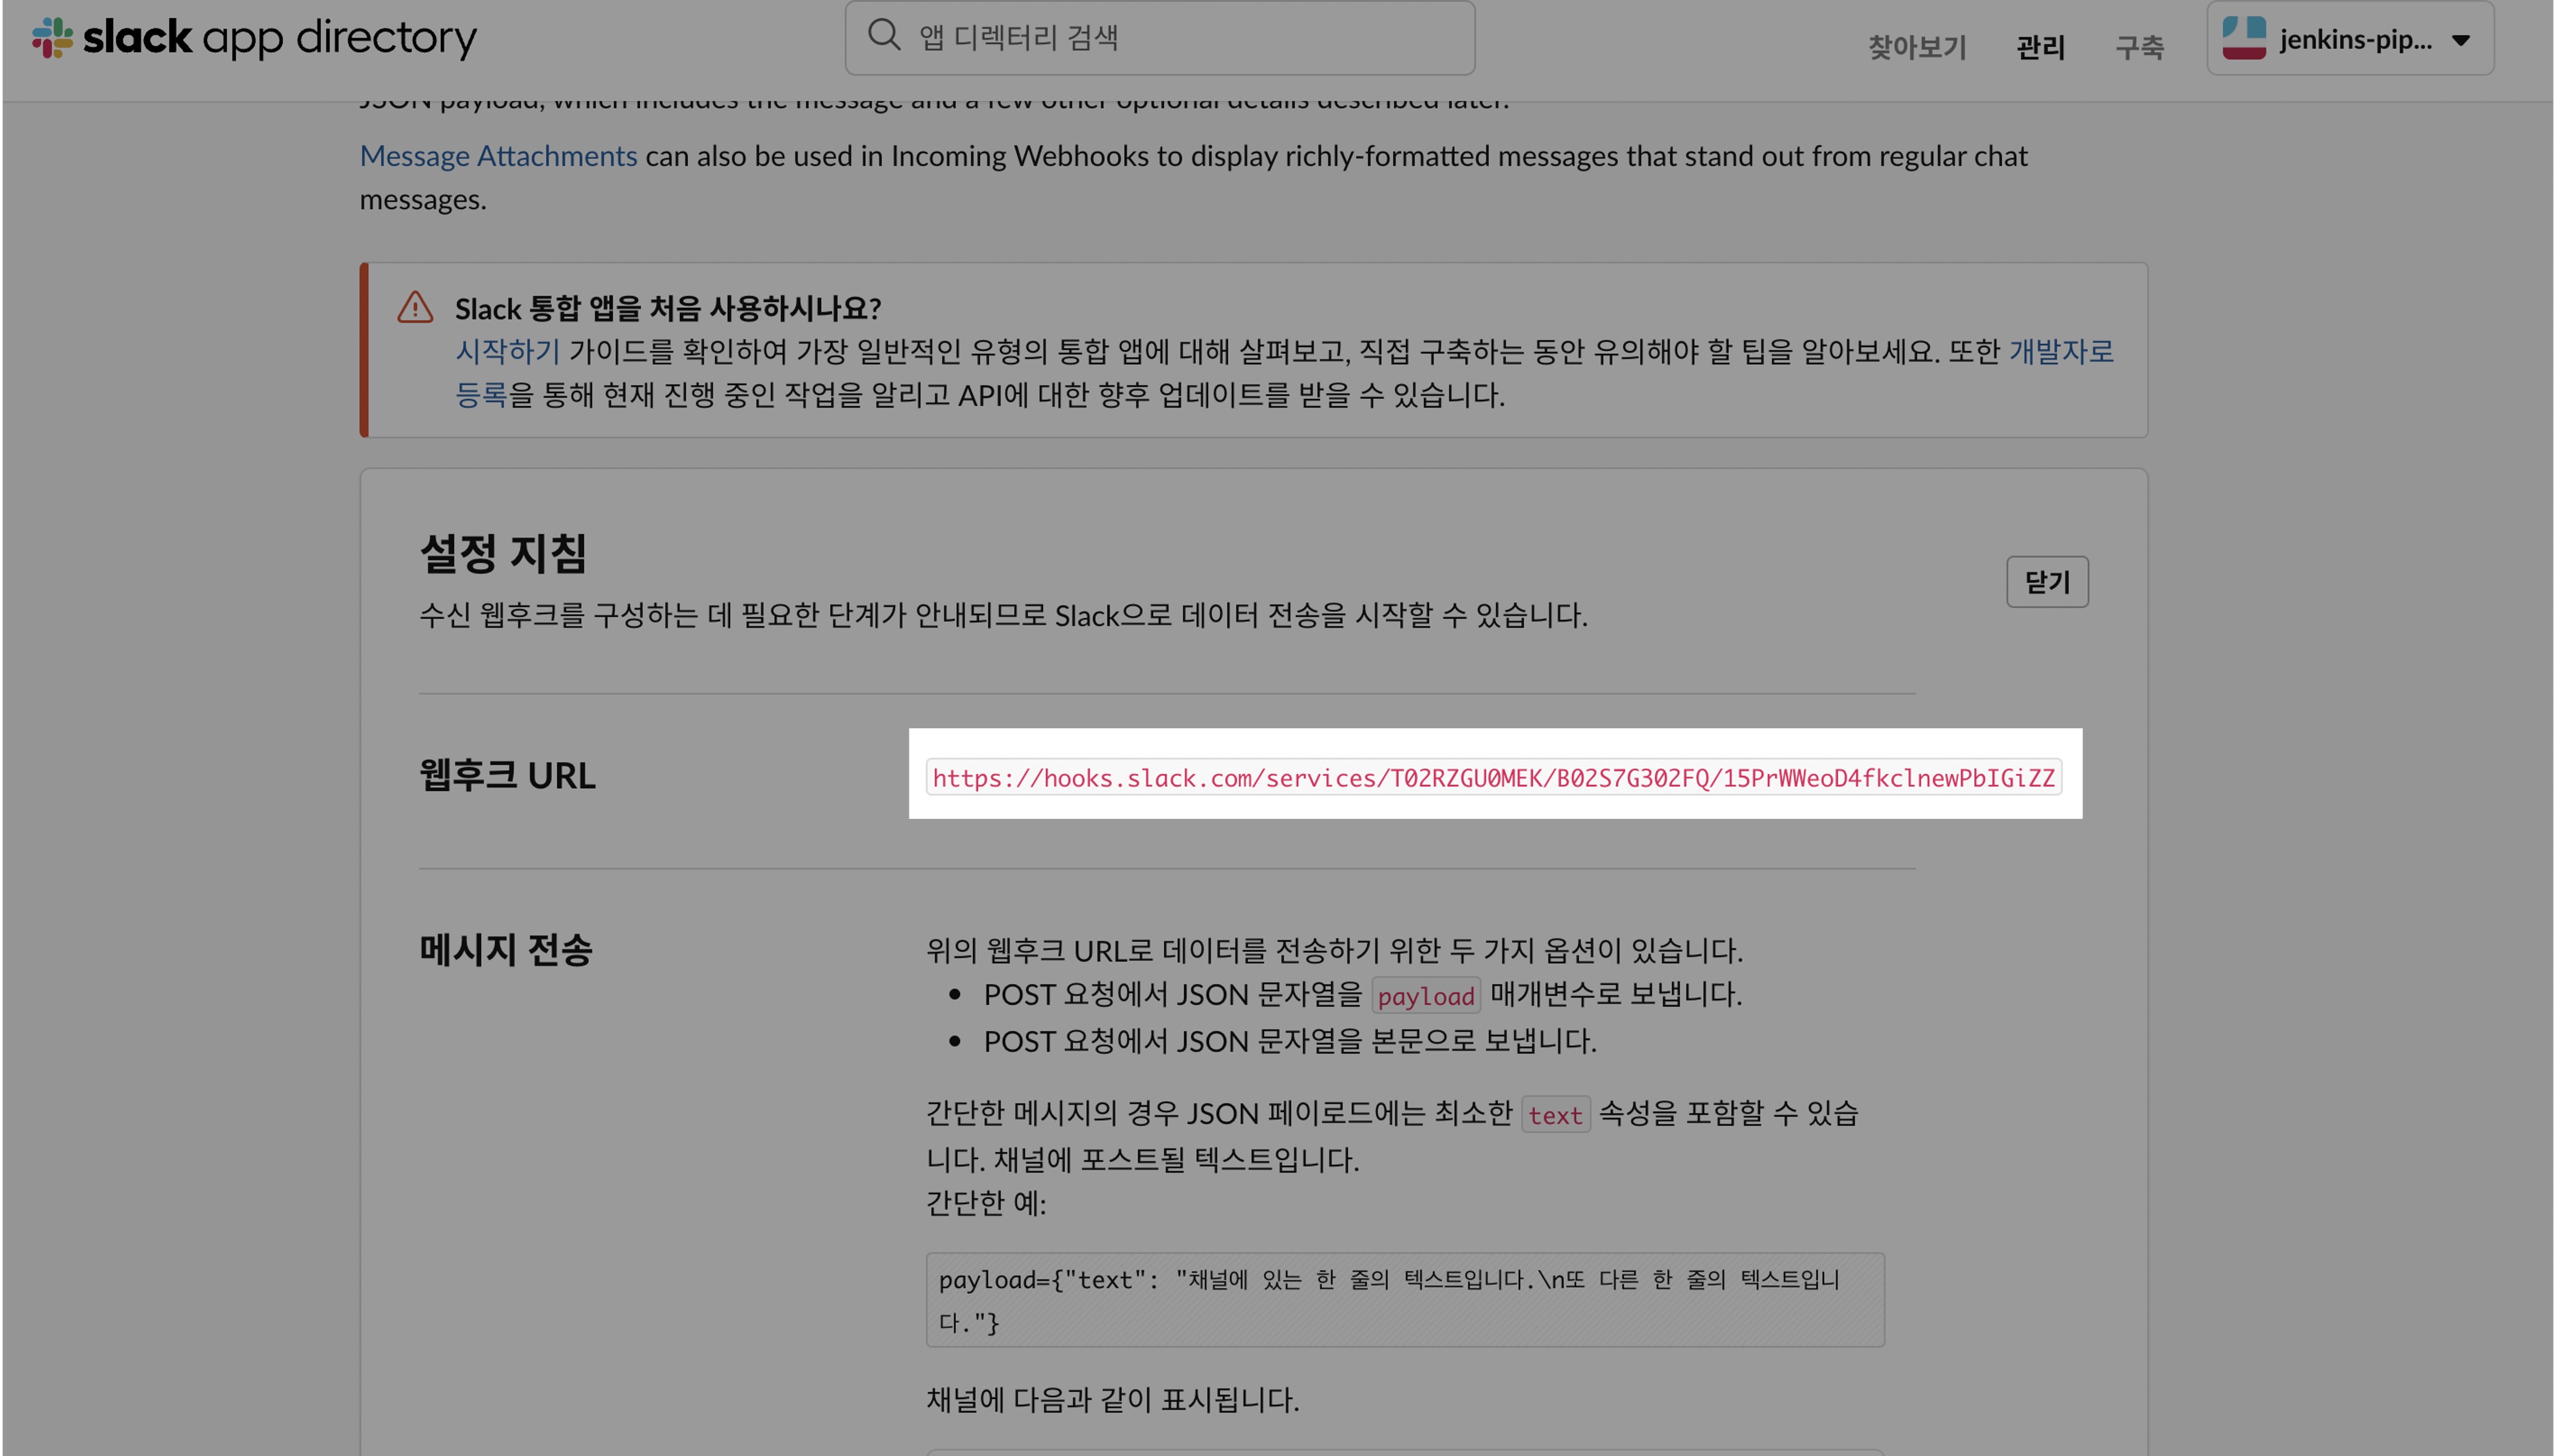 slack app directory
앱 디렉터리 검색
찾아보기
관리
구축
jenkins-pip...
JSON payload, which includes the message and a few other optional details described later.
Message Attachments can also be used in Incoming Webhooks to display richly-formatted messages that stand out from regular chat
messages.
Slack 통합 앱을 처음 사용하시나요?
시작하기 가이드를 확인하여 가장 일반적인 유형의 통합 앱에 대해 살펴보고, 직접 구축하는 동안 유의해야 할 팁을 알아보세요. 또한 개발자로
등록을 통해 현재 진행 중인 작업을 알리고 API에 대한 향후 업데이트를 받을 수 있습니다.
설정 지침
닫기
수신 웹후크를 구성하는 데 필요한 단계가 안내되므로 Slack으로 데이터 전송을 시작할 수 있습니다.
웹후크 URL
https://hooks.slack.com/services/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
메시지 전송
위의 웹후크 URL로 데이터를 전송하기 위한 두 가지 옵션이 있습니다.
• POST 요청에서 JSON 문자열을 payload 매개변수로 보냅니다.
• POST 요청에서 JSON 문자열을 본문으로 보냅니다.
간단한 메시지의 경우 JSON 페이로드에는 최소한 text 속성을 포함할 수 있습
니다. 채널에 포스트될 텍스트입니다.
간단한 예:
payload={"text": "채널에 있는 한 줄의 텍스트입니다.\n또 다른 한 줄의 텍스트입니
다."}
채널에 다음과 같이 표시됩니다.